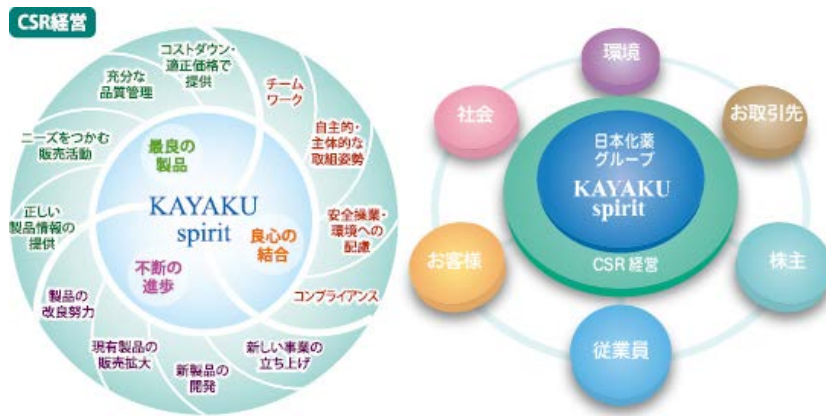 CSR経営
コストダウン・
適正価格で
提供
充分な
品質管理
ニーズをつかむ
販売活動
正しい
製品情報の
提供
チーム
ワーク
自主的・
主体的な
取組姿勢
安全操業・
環境への
配慮
コンプライアンス
製品の
改良努力
現有製品の
販売拡大
新製品の
開発
新しい事業の
立ち上げ
最良の
製品
KAYAKU
spirit
良心の
結合
不断の
進歩
環境
社会
お取引先
日本化薬
グループ
KAYAKU
spirit
CSR 経営
お客様
株主
従業員